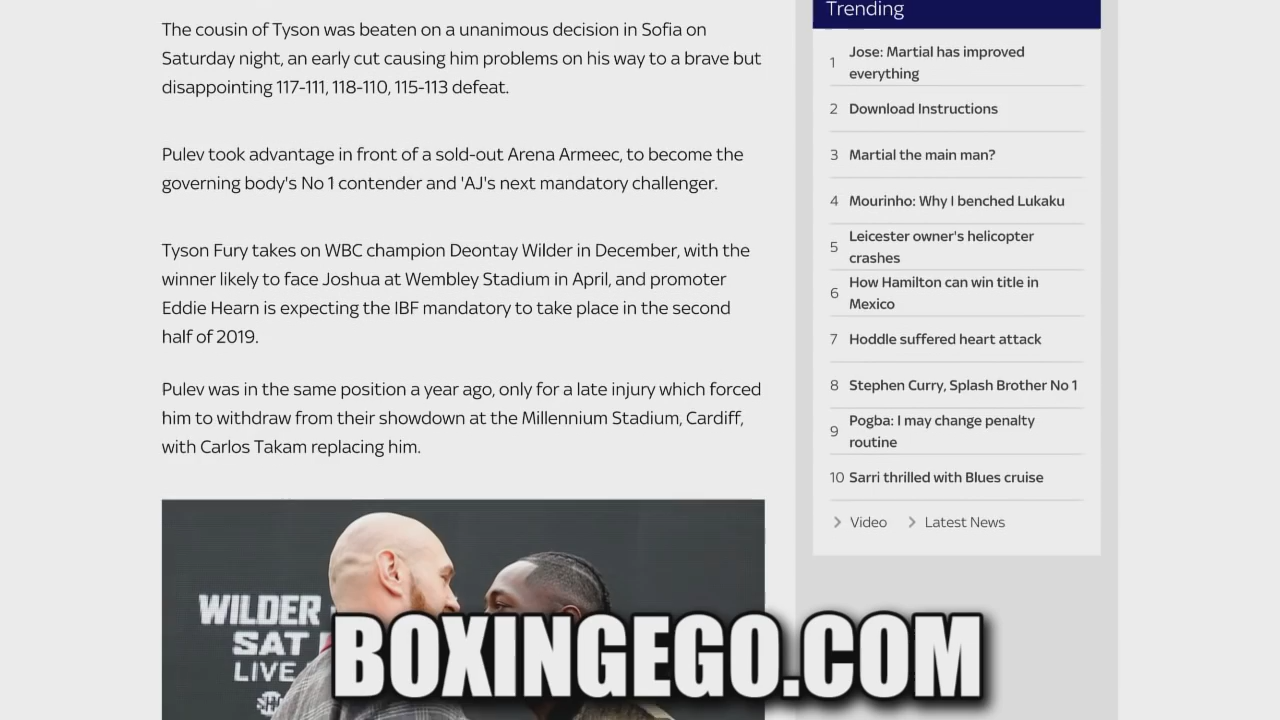 The cousin of Tyson was beaten on a unanimous decision in Sofia on
Saturday night, an early cut causing him problems on his way to a brave but
disappointing 117-111, 118-110, 115-113 defeat.
Pulev took advantage in front of a sold-out Arena Armeec, to become the
governing body's No 1 contender and 'AJ's next mandatory challenger.
Tyson Fury takes on WBC champion Deontay Wilder in December, with the
winner likely to face Joshua at Wembley Stadium in April, and promoter
Eddie Hearn is expecting the IBF mandatory to take place in the second
half of 2019.
Pulev was in the same position a year ago, only for a late injury which forced
him to withdraw from their showdown at the Millennium Stadium, Cardiff,
with Carlos Takam replacing him.
WILDER
SAT
LIVE
BOXINGEGO.COM
Trending
1 Jose: Martial has improved
everything
2 Download Instructions
3 Martial the main man?
4 Mourinho: Why I benched Lukaku
5 Leicester owner's helicopter
crashes
6 How Hamilton can win title in
Mexico
7 Hoddle suffered heart attack
8 Stephen Curry, Splash Brother No 1
9 Pogba: I may change penalty
routine
10 Sarri thrilled with Blues cruise
Video
Latest News